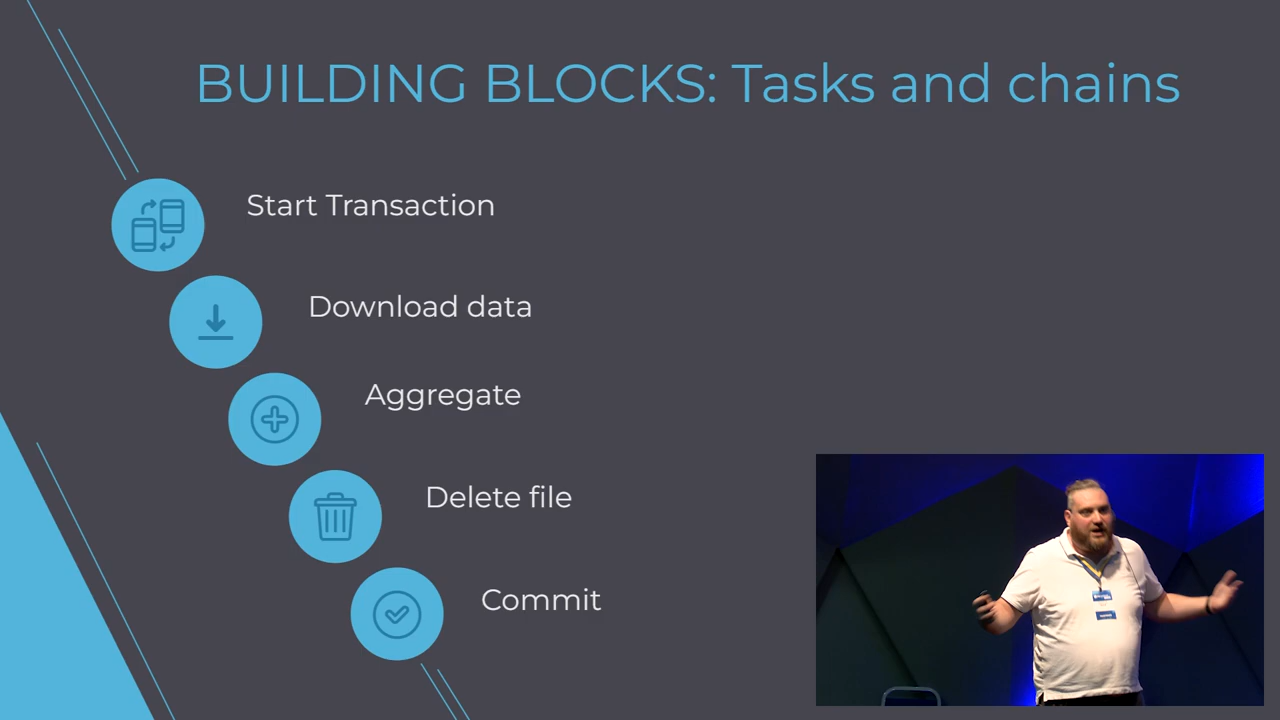 BUILDING BLOCKS: Tasks and chains
Start Transaction
Download data
Aggregate
Delete file
Commit